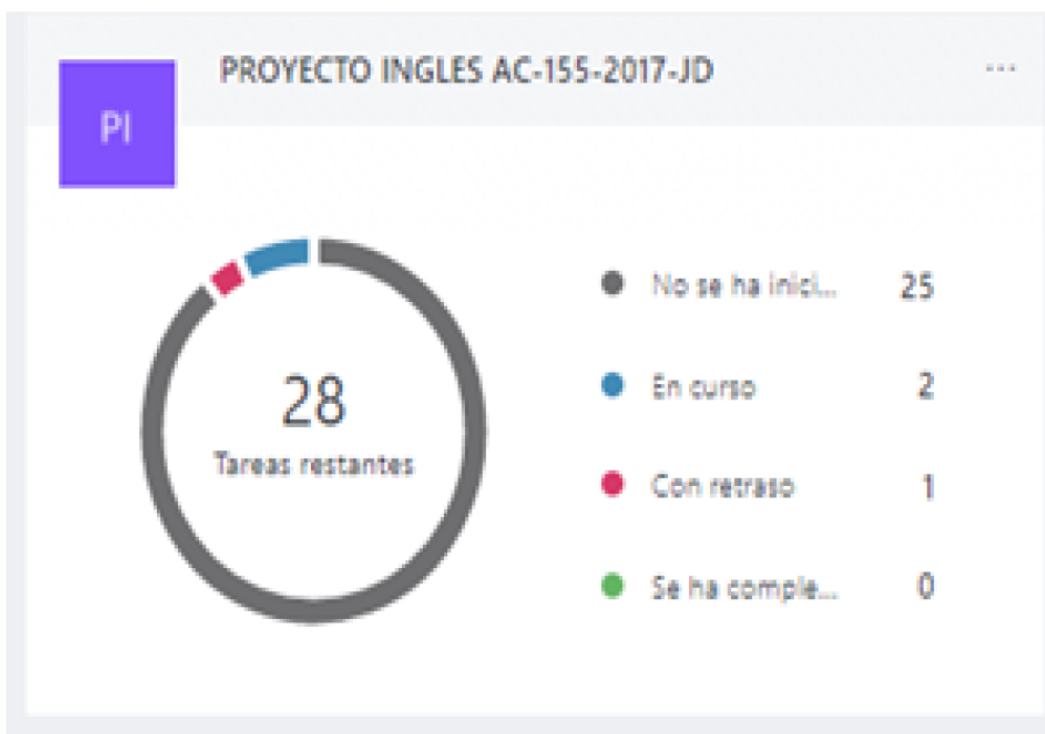 PROYECTO INGLES AC-155-2017-JD ...
PI
28
Tareas restantes
No se ha inici... 25
En curso 2
Con retraso 1
Se ha comple... 0